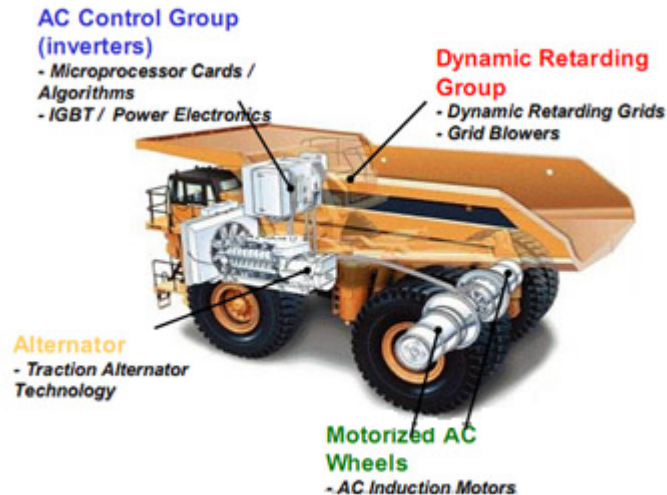 AC Control Group
(inverters)
- Microprocessor Cards /
Algorithms
- IGBT / Power Electronics
Dynamic Retarding
Group
- Dynamic Retarding Grids
- Grid Blowers
Alternator
- Traction Alternator
Technology
Motorized AC
Wheels
- AC Induction Motors